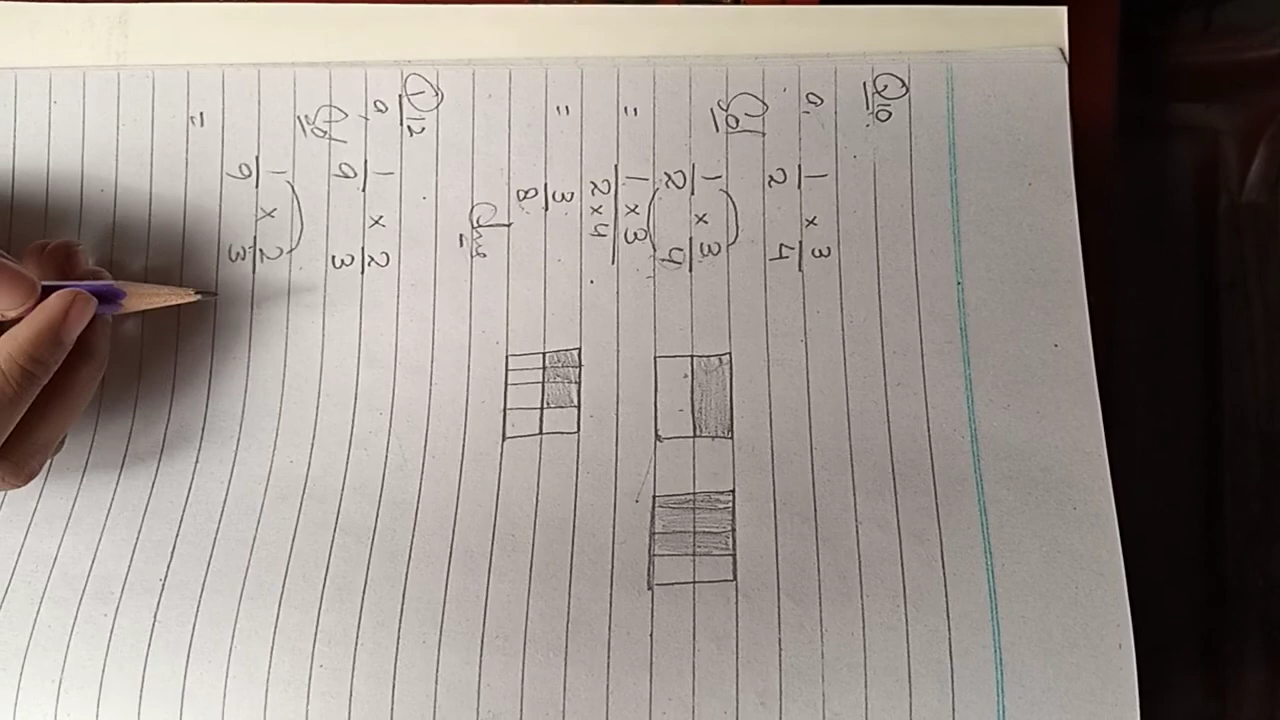 Q10
a, 1/2 × 3/4
Sol
1/2 × 3/4
= 1×3/2×4
= 3/8
Ans
Q12
a, 1/9 × 2/3
Sol
1/9 × 2/3
=